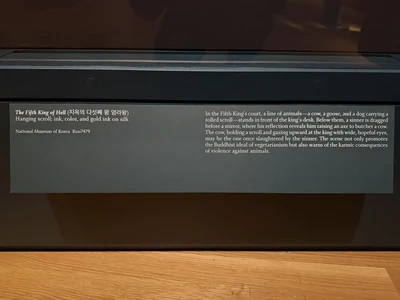 The Fifth King of Hell (지옥의 다섯째 왕 염라왕)
Hanging scroll; ink, color, and gold ink on silk
National Museum of Korea
In the Fifth King's court, a line of animals—a cow, a goose, and a dog carrying a
rolled scroll—stands in front of the king's desk. Below them, a sinner is dragged
before a mirror, where his reflection reveals him raising an axe to butcher a cow.
The cow, holding a scroll and gazing upward at the king with wide, hopeful eyes,
may be the one once slaughtered by the sinner. The scene not only promotes
the Buddhist ideal of vegetarianism but also warns of the karmic consequences
of violence against animals.